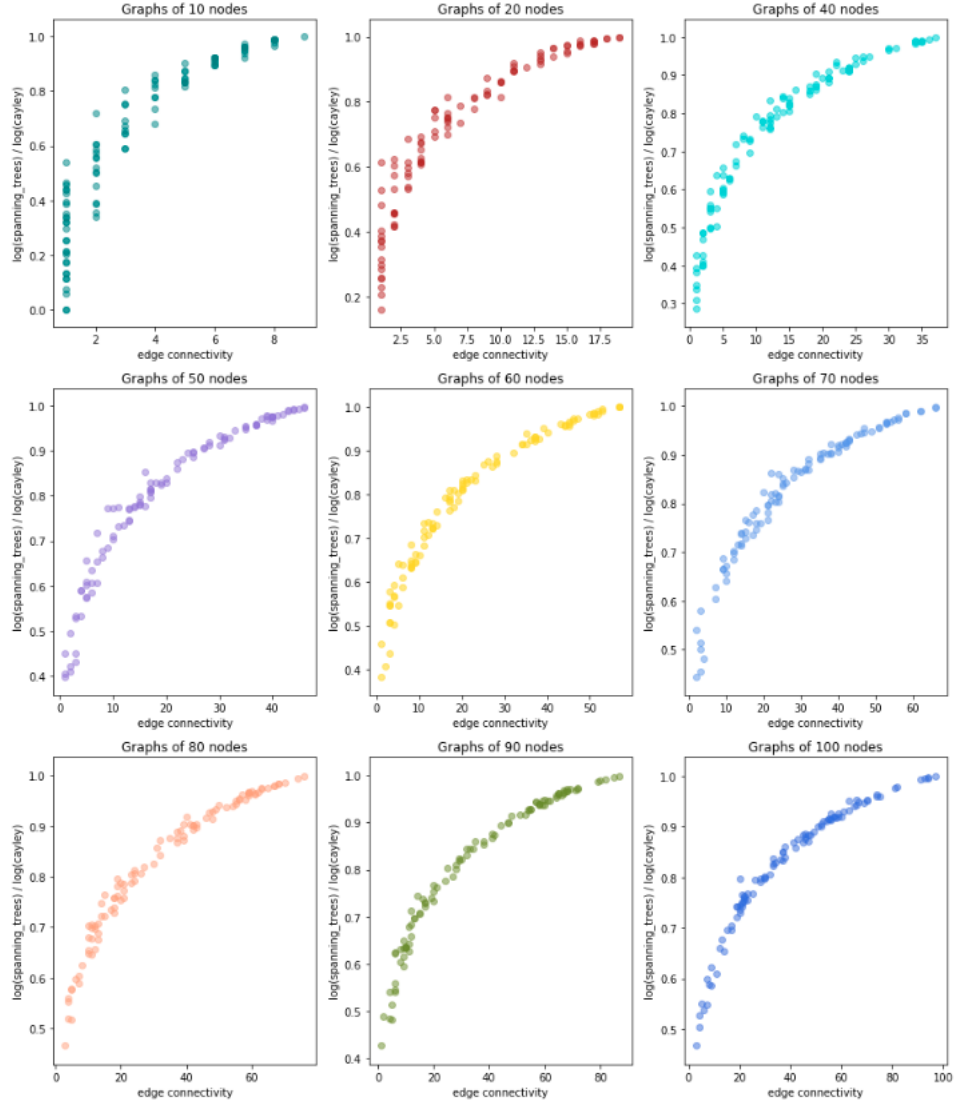 Graphs of 10 nodes
log(spanning_trees) / log(cayley)
1.0
0.8
0.6
0.4
0.2
0.0
2 4 6 8
edge connectivity
Graphs of 20 nodes
log(spanning_trees) / log(cayley)
1.0
0.8
0.6
0.4
0.2
2.5 5.0 7.5 10.0 12.5 15.0 17.5
edge connectivity
Graphs of 40 nodes
log(spanning_trees) / log(cayley)
1.0
0.9
0.8
0.7
0.6
0.5
0.4
0.3
0 5 10 15 20 25 30 35
edge connectivity
Graphs of 50 nodes
log(spanning_trees) / log(cayley)
1.0
0.9
0.8
0.7
0.6
0.5
0.4
0 10 20 30 40
edge connectivity
Graphs of 60 nodes
log(spanning_trees) / log(cayley)
1.0
0.9
0.8
0.7
0.6
0.5
0.4
0 10 20 30 40 50
edge connectivity
Graphs of 70 nodes
log(spanning_trees) / log(cayley)
1.0
0.9
0.8
0.7
0.6
0.5
0 10 20 30 40 50 60
edge connectivity
Graphs of 80 nodes
log(spanning_trees) / log(cayley)
1.0
0.9
0.8
0.7
0.6
0.5
0 20 40 60
edge connectivity
Graphs of 90 nodes
log(spanning_trees) / log(cayley)
1.0
0.9
0.8
0.7
0.6
0.5
0.4
0 20 40 60 80
edge connectivity
Graphs of 100 nodes
log(spanning_trees) / log(cayley)
1.0
0.9
0.8
0.7
0.6
0.5
0 20 40 60 80 100
edge connectivity